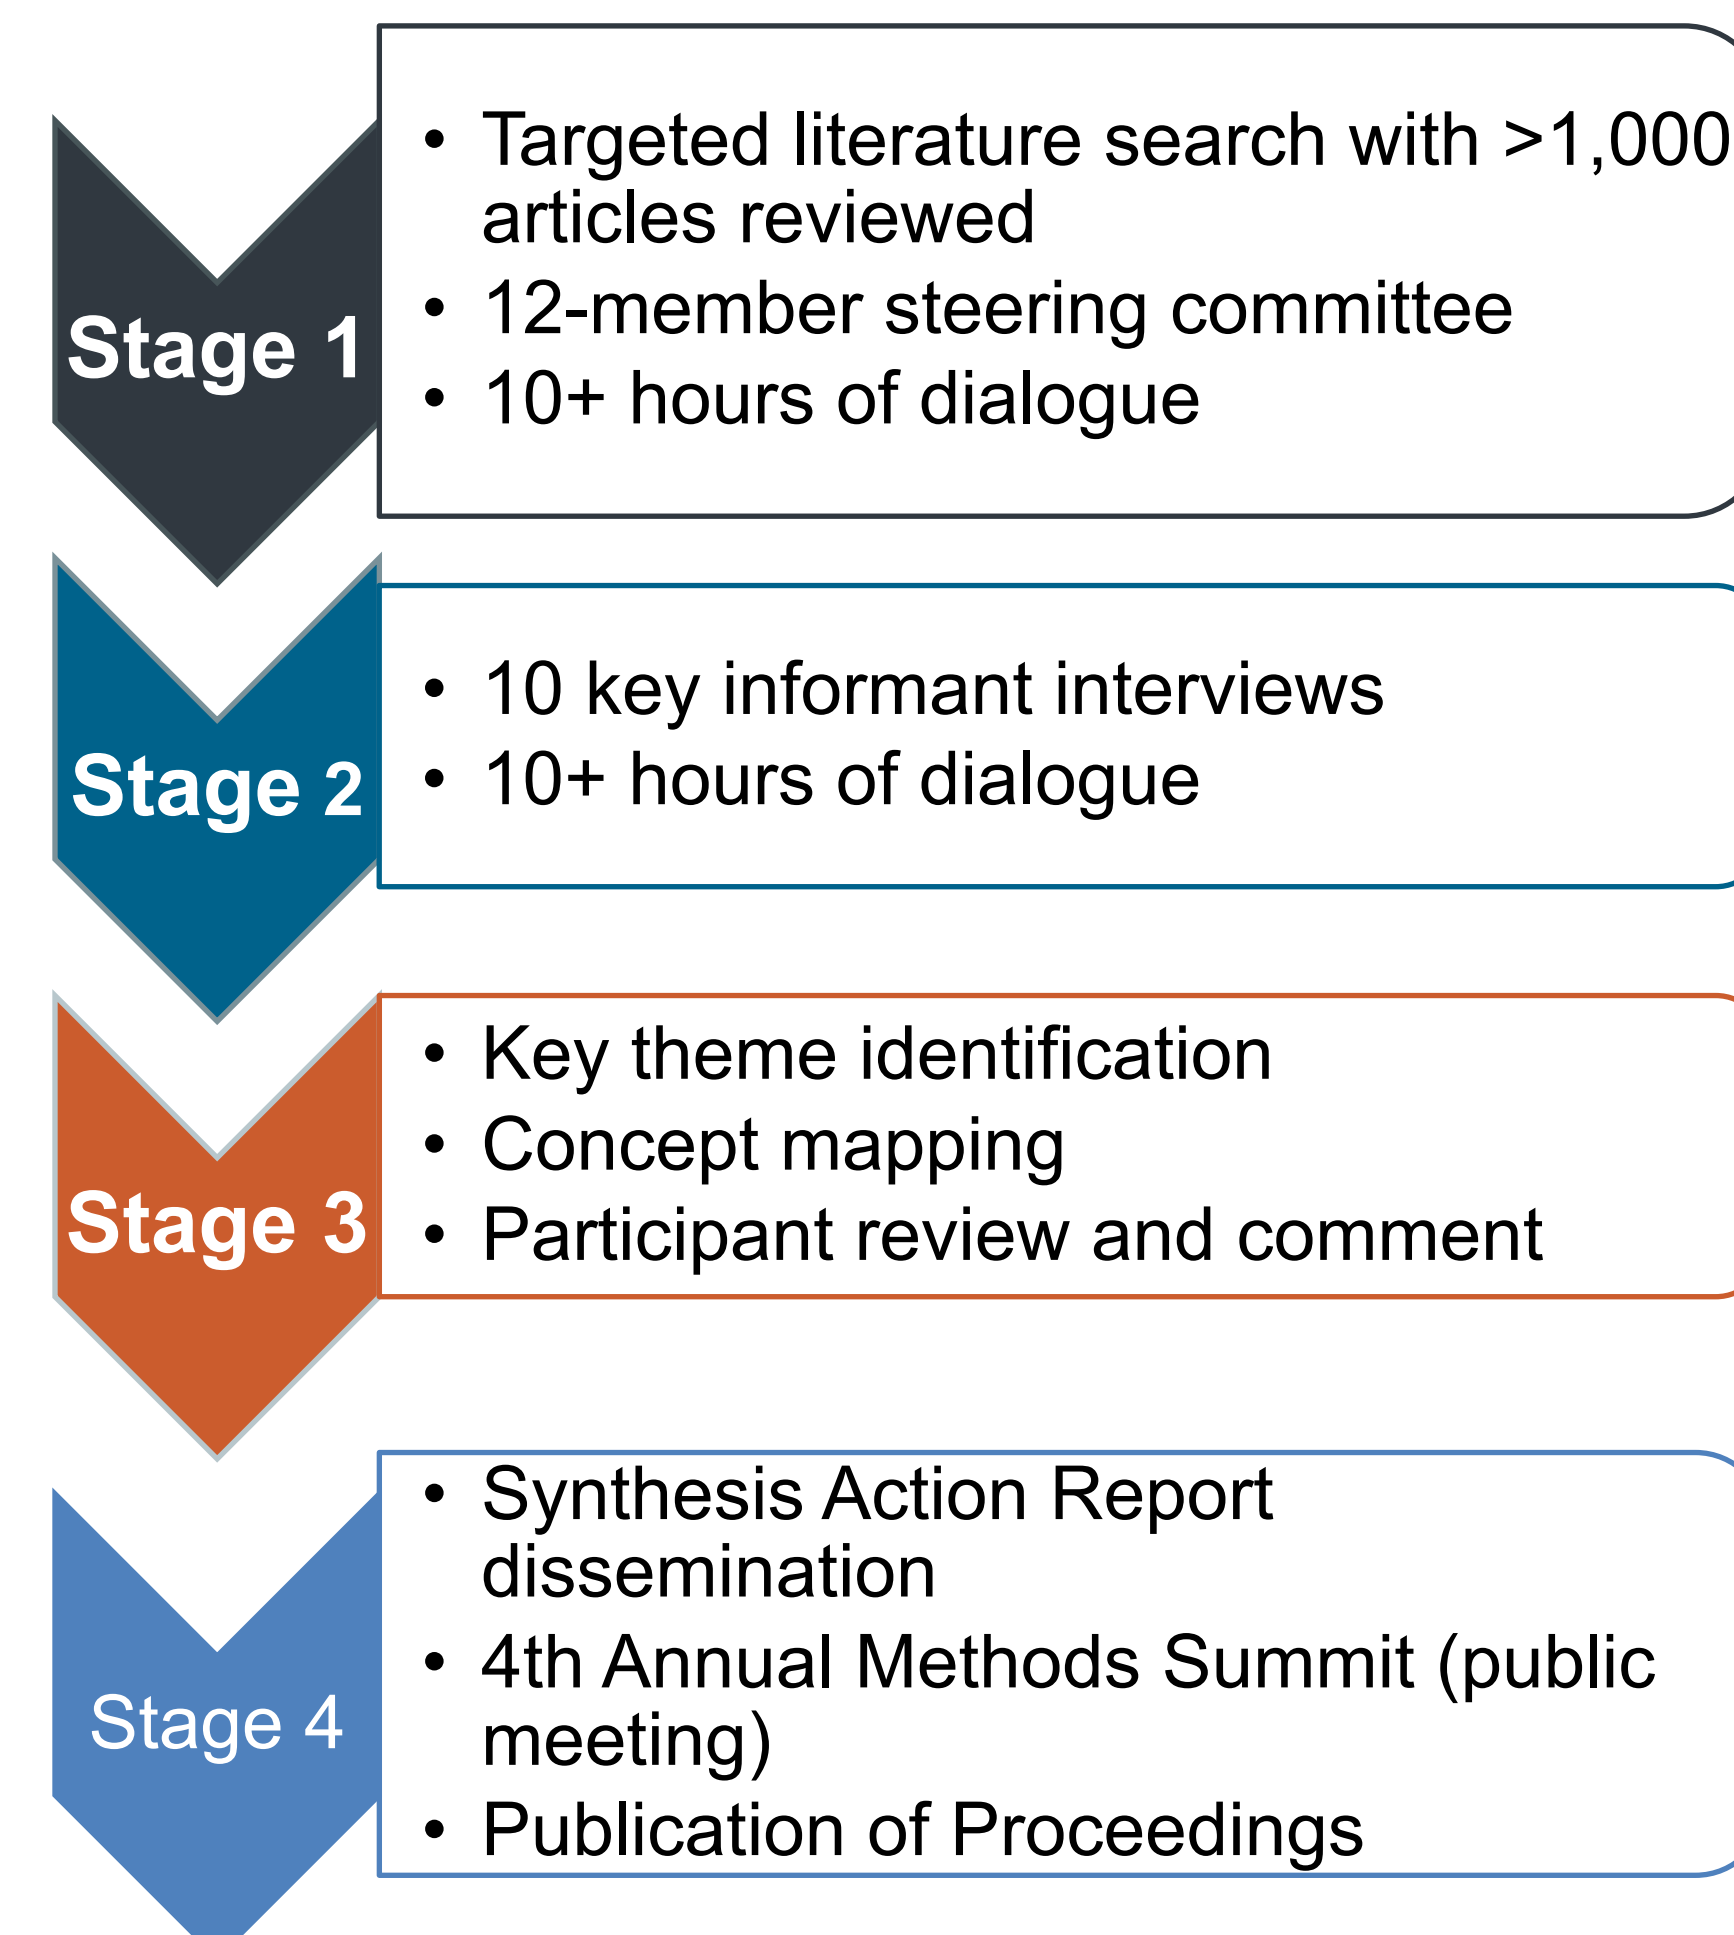 Stage 1
• Targeted literature search with >1,000
articles reviewed
• 12-member steering committee
• 10+ hours of dialogue
Stage 2
• 10 key informant interviews
• 10+ hours of dialogue
Stage 3
• Key theme identification
• Concept mapping
• Participant review and comment
Stage 4
• Synthesis Action Report
dissemination
• 4th Annual Methods Summit (public
meeting)
• Publication of Proceedings